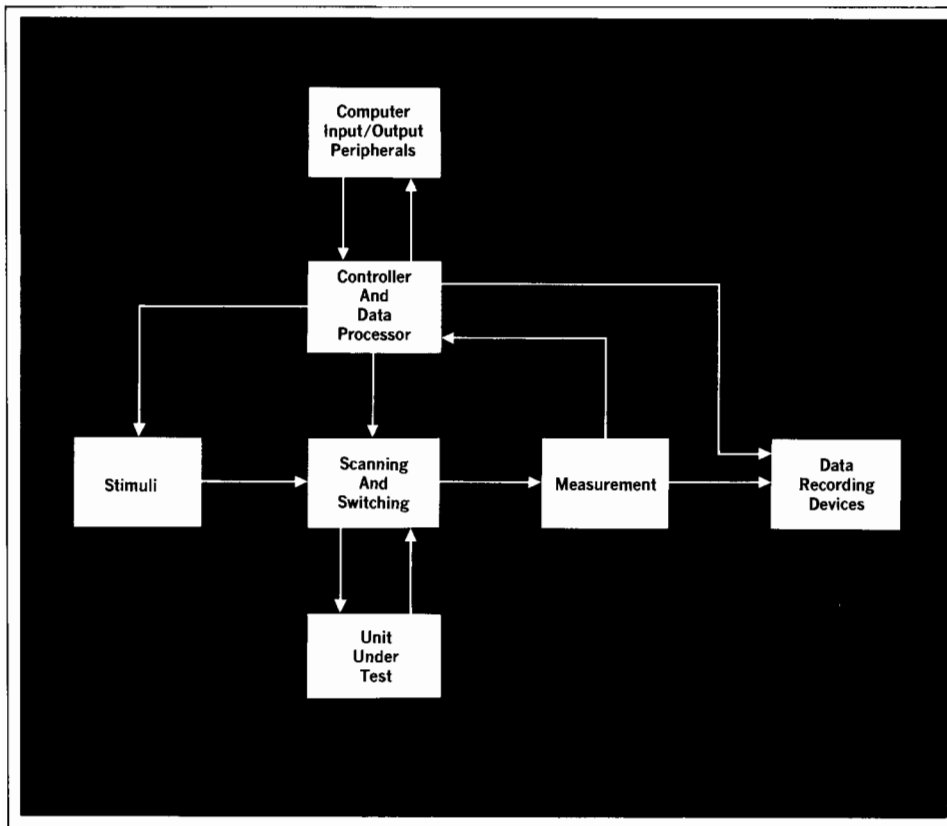 Computer
Input/Output
Peripherals
Controller
And
Data
Processor
Stimuli
Scanning
And
Switching
Measurement
Data
Recording
Devices
Unit
Under
Test